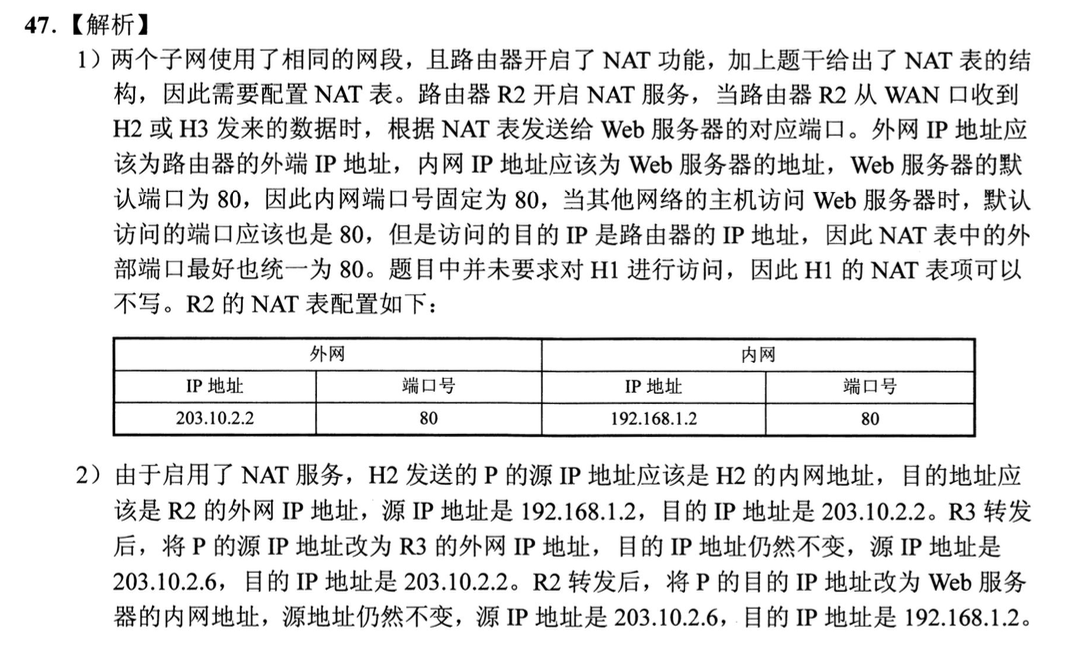 47.【解析】
1）两个子网使用了相同的网段，且路由器开启了 NAT 功能，加上题干给出了 NAT 表的结
构，因此需要配置 NAT 表。路由器 R2 开启 NAT 服务，当路由器 R2 从 WAN 口收到
H2 或 H3 发来的数据时，根据 NAT 表发送给 Web 服务器的对应端口。外网 IP 地址应
该为路由器的外端 IP 地址，内网 IP 地址应该为 Web 服务器的地址，Web 服务器的默
认端口为 80，因此内网端口号固定为 80，当其他网络的主机访问 Web 服务器时，默认
访问的端口应该也是 80，但是访问的目的 IP 是路由器的 IP 地址，因此 NAT 表中的外
部端口最好也统一为 80。题目中并未要求对 H1 进行访问，因此 H1 的 NAT 表项可以
不写。R2 的 NAT 表配置如下：
外网 内网
IP 地址 端口号 IP 地址 端口号
203.10.2.2 80 192.168.1.2 80
2）由于启用了 NAT 服务，H2 发送的 P 的源 IP 地址应该是 H2 的内网地址，目的地址应
该是 R2 的外网 IP 地址，源 IP 地址是 192.168.1.2，目的 IP 地址是 203.10.2.2。R3 转发
后，将 P 的源 IP 地址改为 R3 的外网 IP 地址，目的 IP 地址仍然不变，源 IP 地址是
203.10.2.6，目的 IP 地址是 203.10.2.2。R2 转发后，将 P 的目的 IP 地址改为 Web 服务
器的内网地址，源地址仍然不变，源 IP 地址是 203.10.2.6，目的 IP 地址是 192.168.1.2。